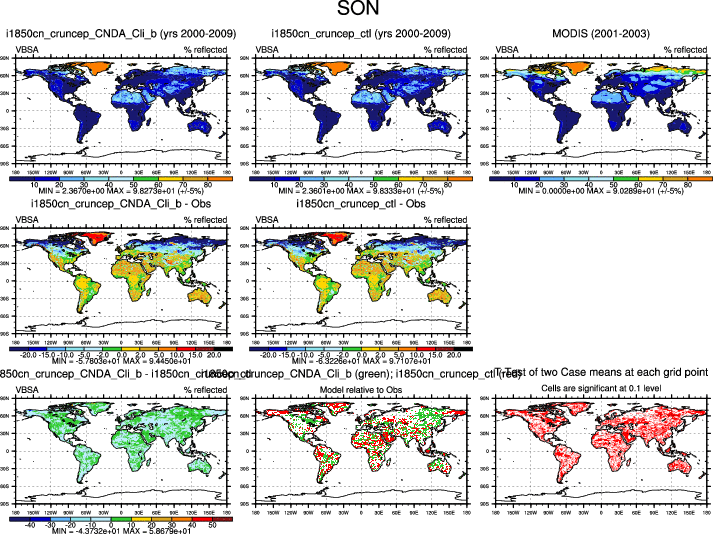 SON
i1850cn_cruncep_CNDA_Cli_b (yrs 2000-2009)
VBSA % reflected
90N
60N
30N
0
30S
60S
90S
180 150W 120W 90W 60W 30W 0 30E 60E 90E 120E 150E 180
10 20 30 40 50 60 70 80
MIN = 2.3670e+00 MAX = 9.8273e+01 (+/-5%)
i1850cn_cruncep_ctl (yrs 2000-2009)
VBSA % reflected
90N
60N
30N
0
30S
60S
90S
180 150W 120W 90W 60W 30W 0 30E 60E 90E 120E 150E 180
10 20 30 40 50 60 70 80
MIN = 2.3601e+00 MAX = 9.8333e+01 (+/-5%)
MODIS (2001-2003)
VBSA % reflected
90N
60N
30N
0
30S
60S
90S
180 150W 120W 90W 60W 30W 0 30E 60E 90E 120E 150E 180
10 20 30 40 50 60 70 80
MIN = 0.0000e+00 MAX = 9.0289e+01 (+/-5%)
i1850cn_cruncep_CNDA_Cli_b - Obs
VBSA % reflected
90N
60N
30N
0
30S
60S
90S
180 150W 120W 90W 60W 30W 0 30E 60E 90E 120E 150E 180
-20.0 -15.0 -10.0 -5.0 -2.0 0.0 2.0 5.0 10.0 15.0 20.0
MIN = -5.7803e+01 MAX = 9.4450e+01
i1850cn_cruncep_ctl - Obs
VBSA % reflected
90N
60N
30N
0
30S
60S
90S
180 150W 120W 90W 60W 30W 0 30E 60E 90E 120E 150E 180
-20.0 -15.0 -10.0 -5.0 -2.0 0.0 2.0 5.0 10.0 15.0 20.0
MIN = -6.3226e+01 MAX = 9.7107e+01
850cn_cruncep_CNDA_Cli_b - i1850cn_cruncep_ctl
VBSA % reflected
90N
60N
30N
0
30S
60S
90S
180 150W 120W 90W 60W 30W 0 30E 60E 90E 120E 150E 180
-40 -30 -20 -10 0 10 20 30 40 50
MIN = -4.3732e+01 MAX = 5.8679e+01
cruncep_CNDA_Cli_b (green); i1850cn_cruncep_ctl (red)
Model relative to Obs
90N
60N
30N
0
30S
60S
90S
180 150W 120W 90W 60W 30W 0 30E 60E 90E 120E 150E 180
T-Test of two Case means at each grid point
Cells are significant at 0.1 level
90N
60N
30N
0
30S
60S
90S
180 150W 120W 90W 60W 30W 0 30E 60E 90E 120E 150E 180